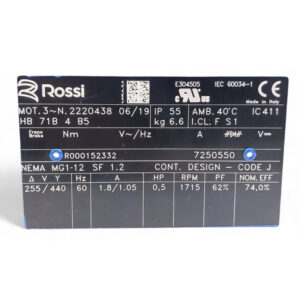 Rossi
E304505 IEC 60034-1
c UR us CE
MOT. 3~N. 2220438 06/19 IP 55 AMB. 40°C IC411
HB 71B 4 B5 kg 6.6 I.CL. F S1
Freno Brake Nm V~/Hz A V=
R000152332 7250550
NEMA MG1-12 SF 1.2 CONT. DESIGN - CODE J
Δ V Y Hz A HP RPM PF NOM. EFF
255/440 60 1.8/1.05 0,5 1715 62% 74,0%